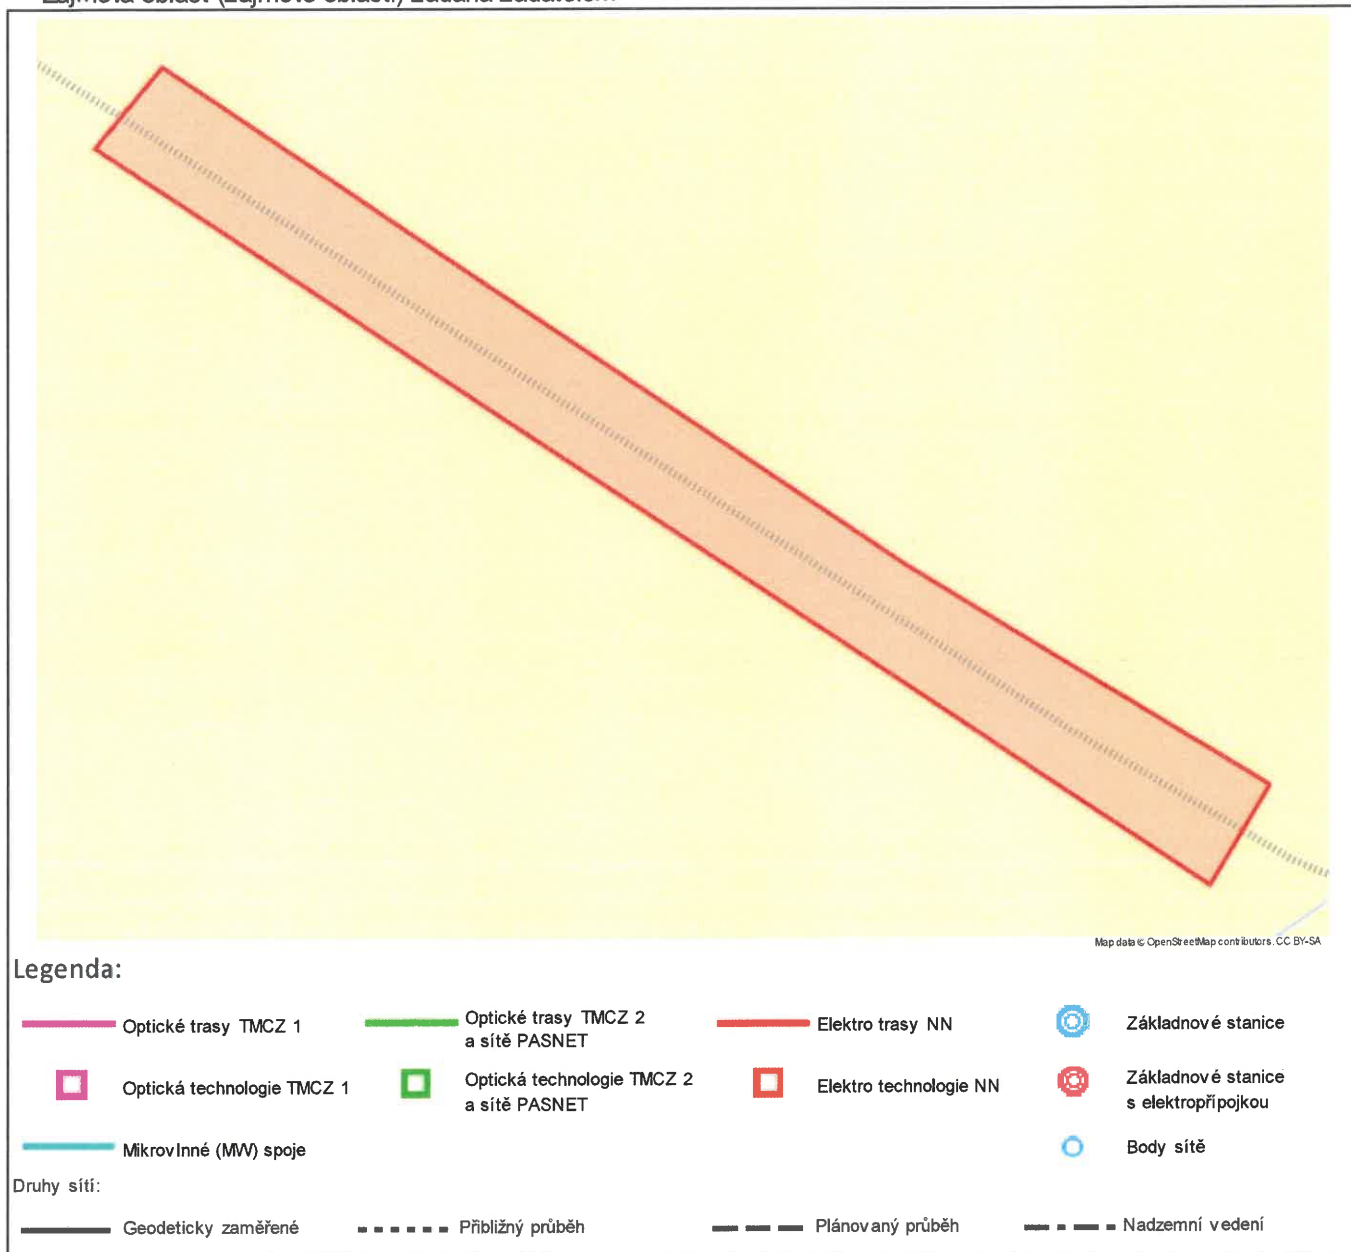 Map data © OpenStreetMap contributors, CC BY-SA
Legenda:
Optické trasy TMCZ 1
Optické trasy TMCZ 2
a sítě PASNET
Elektro trasy NN
Základnové stanice
Optická technologie TMCZ 1
Optická technologie TMCZ 2
a sítě PASNET
Elektro technologie NN
Základnové stanice
s elektropřípojkou
Mikrovlnné (MW) spoje
Body sítě
Druhy sítí:
Geodeticky zaměřené
Přibližný průběh
Plánovaný průběh
Nadzemní vedení